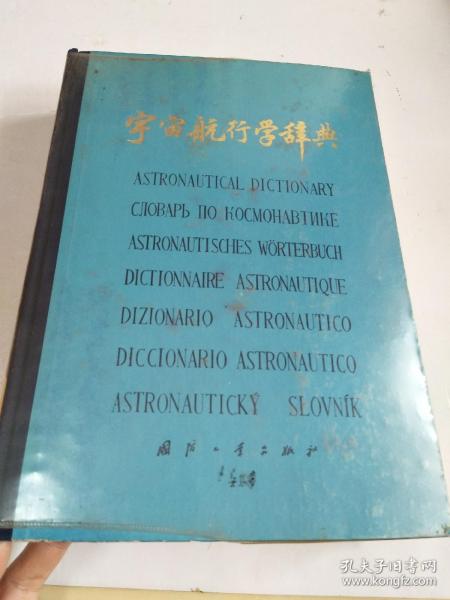 宇宙航行学辞典
ASTRONAUTICAL DICTIONARY
СЛОВАРЬ ПО КОСМОНАВТИКЕ
ASTRONAUTISCHES WÖRTERBUCH
DICTIONNAIRE ASTRONAUTIQUE
DIZIONARIO ASTRONAUTICO
DICCIONARIO ASTRONAUTICO
ASTRONAUTICKÝ SLOVNÍK
国防工业出版社
孔夫子旧书网
www.kongfz.com